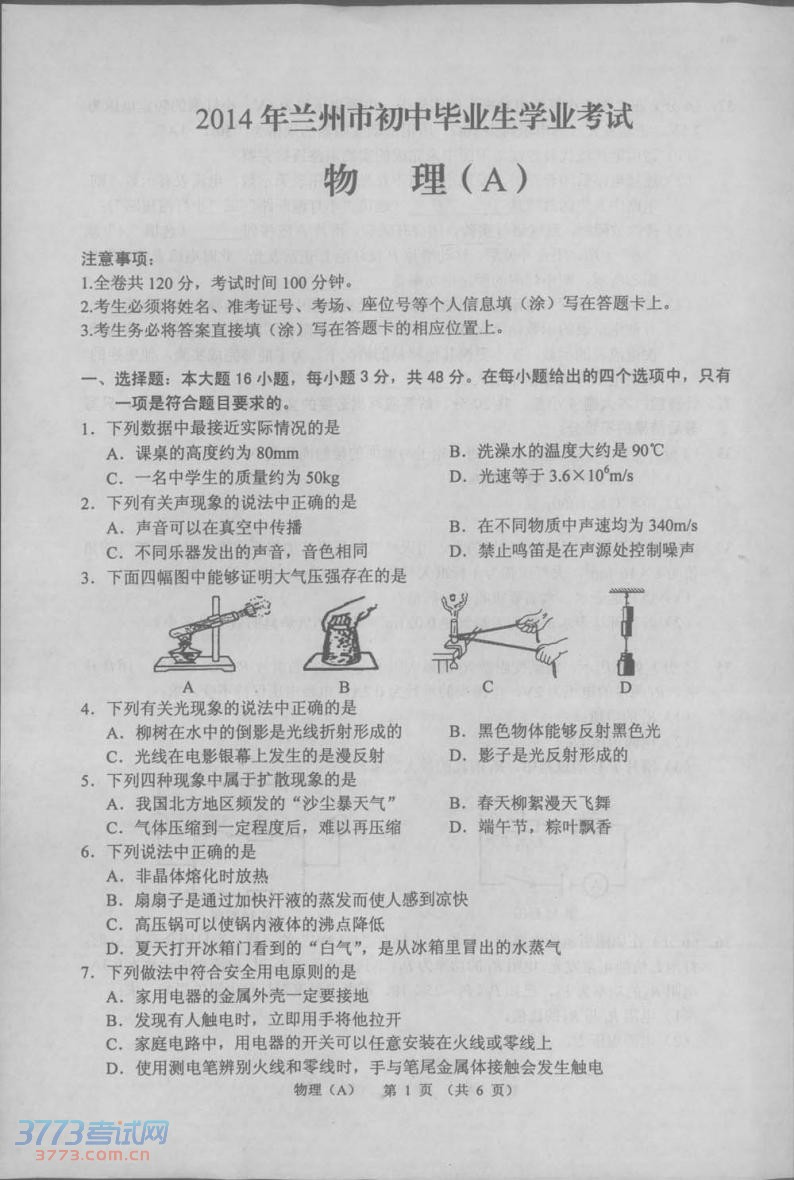 2014年兰州市初中毕业生学业考试
物 理(A)
注意事项：
1.全卷共120分，考试时间100分钟。
2.考生必须将姓名、准考证号、考场、座位号等个人信息填（涂）写在答题卡上。
3.考生务必将答案直接填（涂）写在答题卡的相应位置上。
一、选择题：本大题16小题，每小题3分，共48分。在每小题给出的四个选项中，只有
一项是符合题目要求的。
1．下列数据中最接近实际情况的是
A．课桌的高度约为80mm B．洗澡水的温度大约是90℃
C．一名中学生的质量约为50kg D．光速等于3.6×10⁶m/s
2．下列有关声现象的说法中正确的是
A．声音可以在真空中传播 B．在不同物质中声速均为340m/s
C．不同乐器发出的声音，音色相同 D．禁止鸣笛是在声源处控制噪声
3．下面四幅图中能够证明大气压强存在的是
A B C D
4．下列有关光现象的说法中正确的是
A．柳树在水中的倒影是光线折射形成的 B．黑色物体能够反射黑色光
C．光线在电影银幕上发生的是漫反射 D．影子是光反射形成的
5．下列四种现象中属于扩散现象的是
A．我国北方地区频发的“沙尘暴天气” B．春天柳絮漫天飞舞
C．气体压缩到一定程度后，难以再压缩 D．端午节，粽叶飘香
6．下列说法中正确的是
A．非晶体熔化时放热
B．扇扇子是通过加快汗液的蒸发而使人感到凉快
C．高压锅可以使锅内液体的沸点降低
D．夏天打开冰箱门看到的“白气”，是从冰箱里冒出的水蒸气
7．下列做法中符合安全用电原则的是
A．家用电器的金属外壳一定要接地
B．发现有人触电时，立即用手将他拉开
C．家庭电路中，用电器的开关可以任意安装在火线或零线上
D．使用测电笔辨别火线和零线时，手与笔尾金属体接触会发生触电
物理（A） 第 1 页 （共 6 页）
3773考试网
3773.com.cn